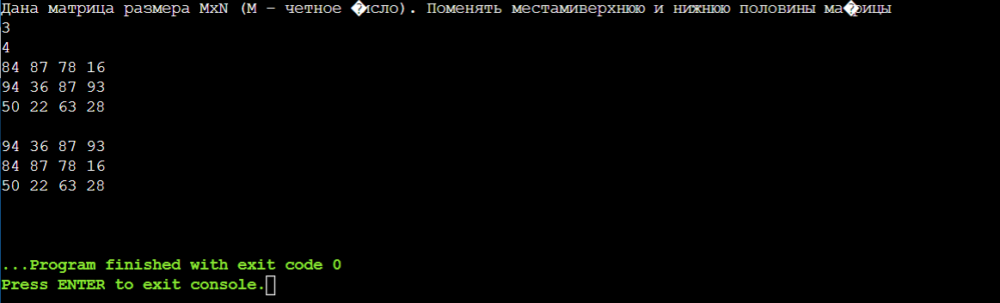 Дана матрица размера MxN (M – четное �исло). Поменять местамиверхнюю и нижнюю половины ма�рицы
3
4
84 87 78 16
94 36 87 93
50 22 63 28
94 36 87 93
84 87 78 16
50 22 63 28
...Program finished with exit code 0
Press ENTER to exit console.